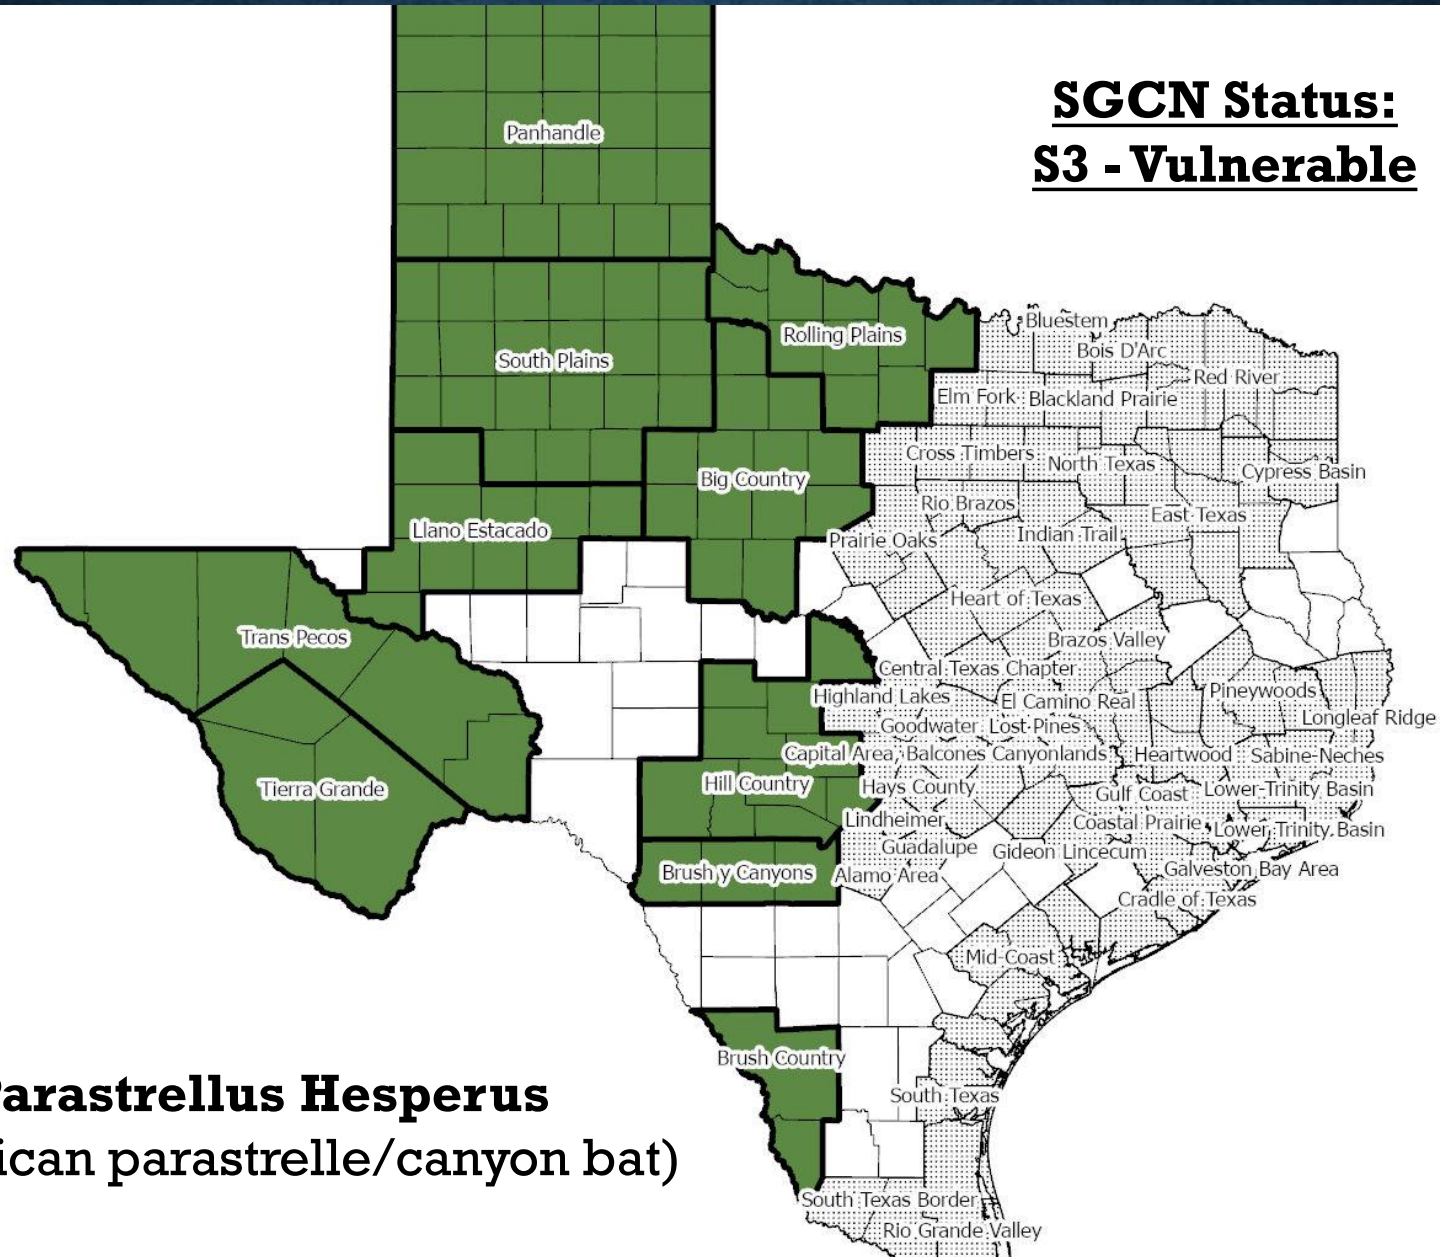 SGCN Status:
S3 - Vulnerable
Panhandle
South Plains
Rolling Plains
Bluestem
Bois D'Arc
Red River
Elm Fork
Blackland Prairie
Cross Timbers
North Texas
Cypress Basin
Big Country
Rio Brazos
East Texas
Llano Estacado
Prairie Oaks
Indian Trail
Heart of Texas
Trans Pecos
Brazos Valley
Central Texas Chapter
Highland Lakes
El Camino Real
Pineywoods
Longleaf Ridge
Goodwater
Lost-Pines
Capital Area, Balcones Canyonlands
Heartwood
Sabine-Neches
Tierra Grande
Hill Country
Hays County
Gulf Coast
Lower-Trinity Basin
Lindheimer
Coastal Prairie
Lower Trinity Basin
Guadalupe
Gideon Lincecum
Brush y Canyons
Alamo Area
Galveston Bay Area
Cradle of Texas
Mid-Coast
Brush Country
South Texas
South Texas Border
Rio Grande Valley
arastrellus Hesperus
ican parastrelle/canyon bat)